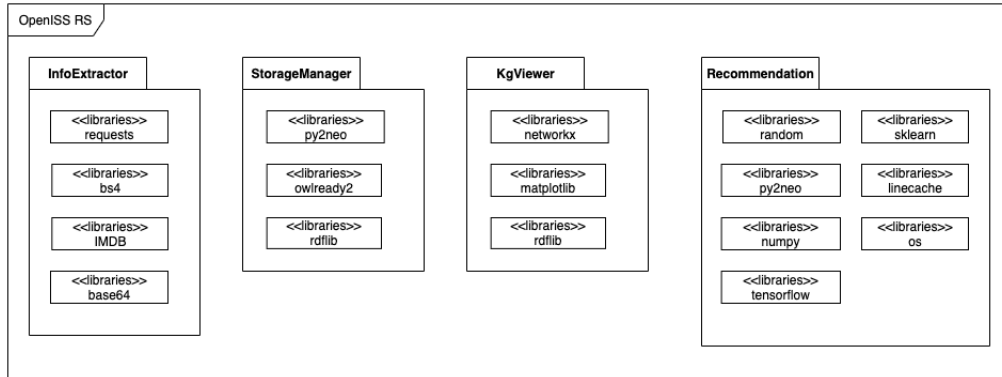 OpenISS RS
InfoExtractor
<<libraries>>
requests
<<libraries>>
bs4
<<libraries>>
IMDB
<<libraries>>
base64
StorageManager
<<libraries>>
py2neo
<<libraries>>
owlready2
<<libraries>>
rdflib
KgViewer
<<libraries>>
networkx
<<libraries>>
matplotlib
<<libraries>>
rdflib
Recommendation
<<libraries>>
random
<<libraries>>
sklearn
<<libraries>>
py2neo
<<libraries>>
linecache
<<libraries>>
numpy
<<libraries>>
os
<<libraries>>
tensorflow